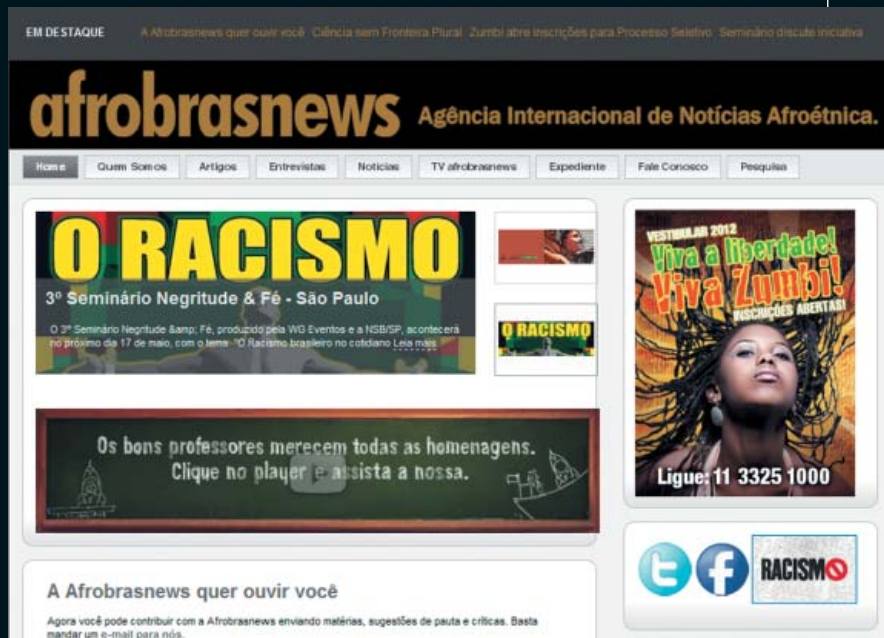 EM DESTAQUE A Afrobrasnews quer ouvir você Ciência sem Fronteira Plural Zumbi abre inscrições para Processo Seletivo Seminário discute iniciativa
afrobrasnews Agência Internacional de Notícias Afroétnica.
Home Quem Somos Artigos Entrevistas Notícias TV afrobrasnews Expediente Fale Conosco Pesquisa
O RACISMO
3º Seminário Negritude & Fé - São Paulo
O 3º Seminário Negritude &amp; Fé, produzido pela WG Eventos e a NSB/SP, acontecerá
no próximo dia 17 de maio, com o tema "O Racismo brasileiro no cotidiano Leia mais
O RACISMO
VESTIBULAR 2012
Viva a liberdade!
Viva Zumbi!
INSCRIÇÕES ABERTAS!
Ligue: 11 3325 1000
Os bons professores merecem todas as homenagens.
Clique no player e assista a nossa.
RACISMO
A Afrobrasnews quer ouvir você
Agora você pode contribuir com a Afrobrasnews enviando matérias, sugestões de pauta e críticas. Basta
mandar um e-mail para nós.